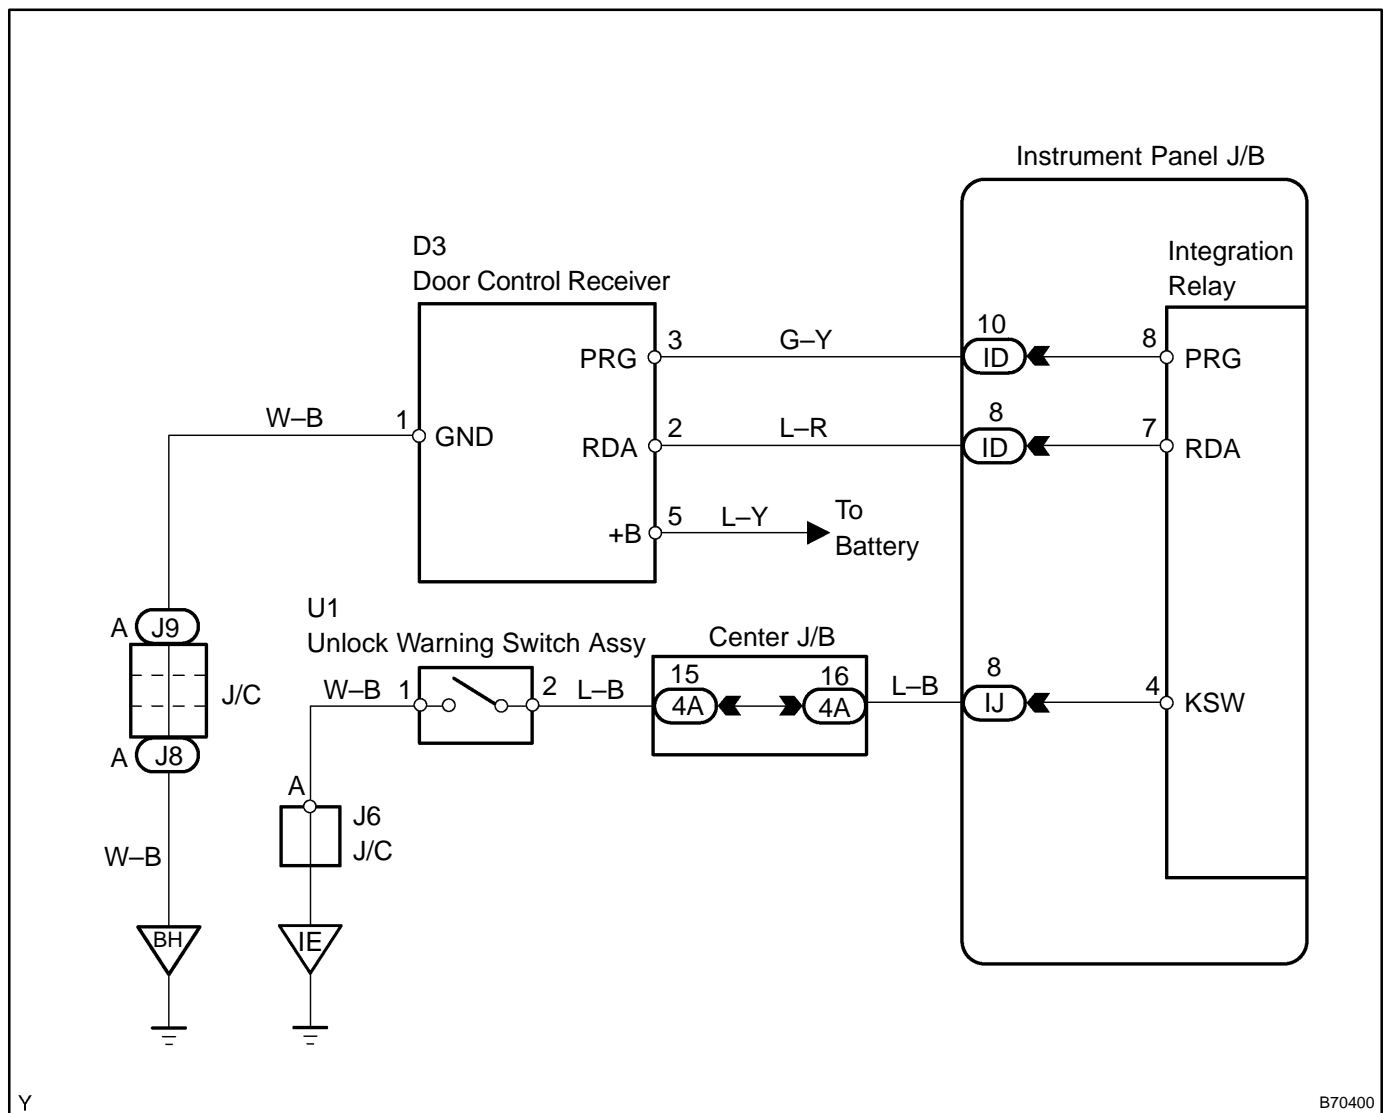 Instrument Panel J/B
D3
Door Control Receiver
Integration
Relay
PRG
3
G–Y
10
ID
8
PRG
W–B
1
GND
RDA
2
L–R
8
ID
7
RDA
+B
5
L–Y
To
Battery
U1
Unlock Warning Switch Assy
Center J/B
A
J9
J/C
A
J8
W–B
1
2
L–B
15
4A
16
4A
L–B
8
IJ
4
KSW
A
J6
J/C
W–B
BH
IE
Y
B70400